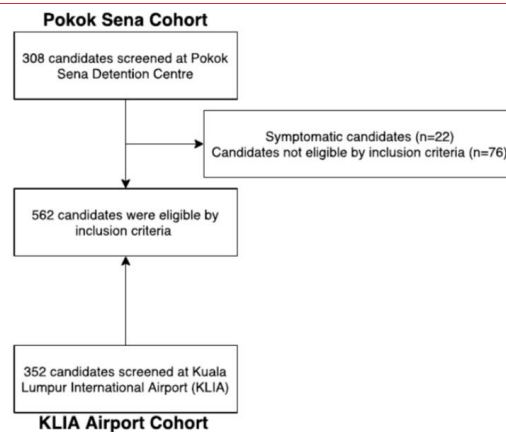 Pokok Sena Cohort
308 candidates screened at Pokok
Sena Detention Centre
Symptomatic candidates (n=22)
Candidates not eligible by inclusion criteria (n=76)
562 candidates were eligible by
inclusion criteria
352 candidates screened at Kuala
Lumpur International Airport (KLIA)
KLIA Airport Cohort